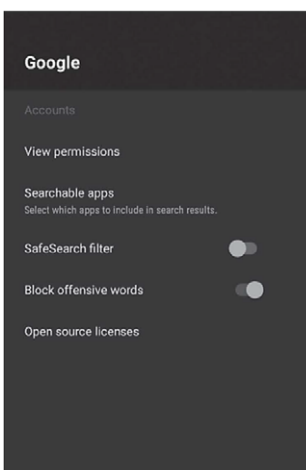 Google
Accounts
View permissions
Searchable apps
Select which apps to include in search results.
SafeSearch filter
Block offensive words
Open source licenses